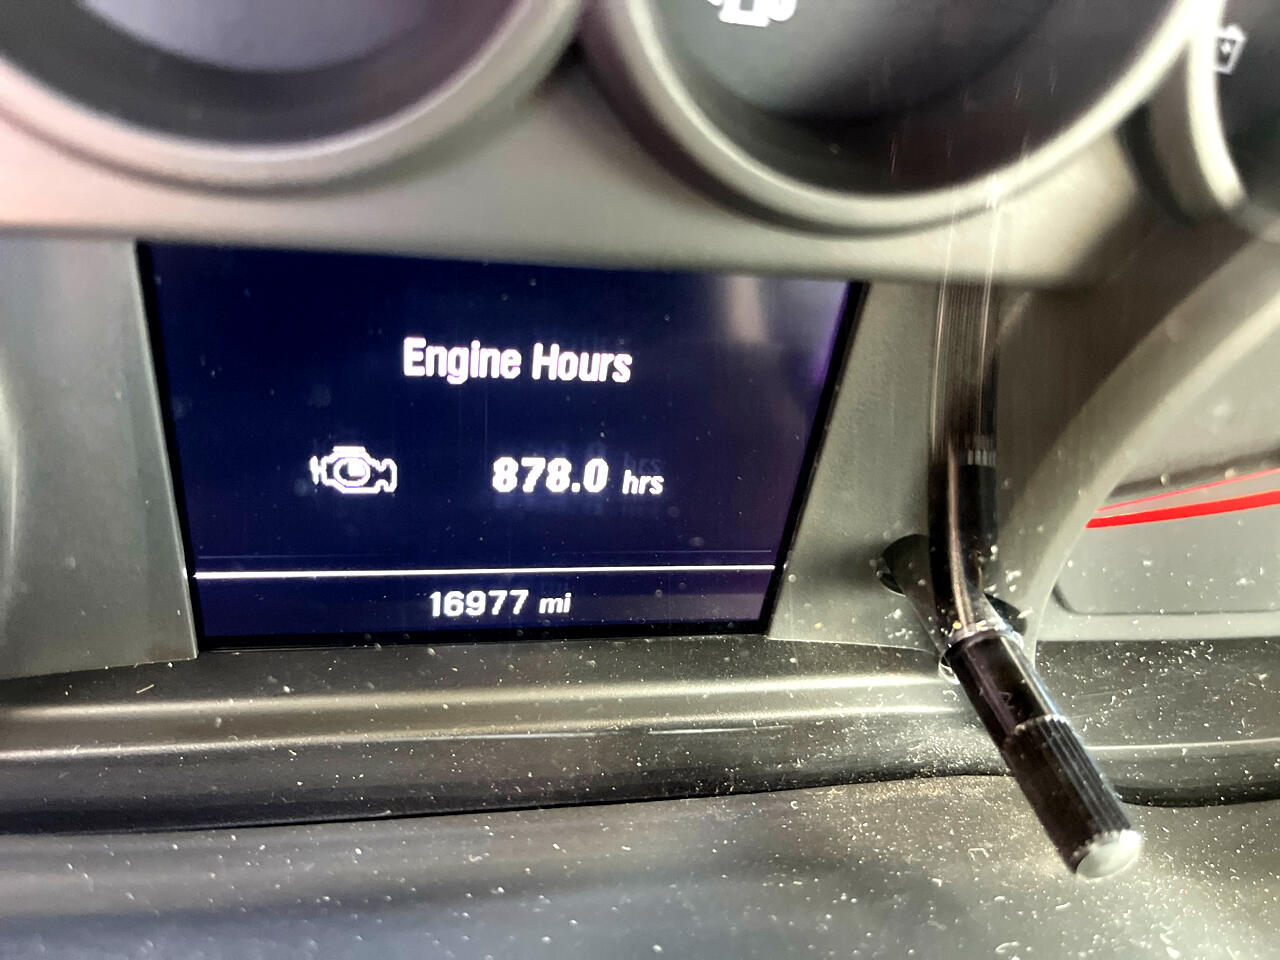 Engine Hours
878.0 hrs
16977 mi